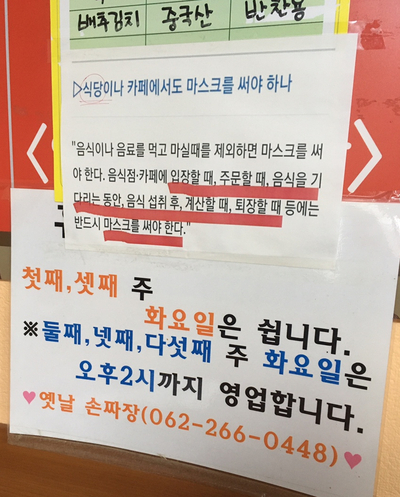 배추김치 중국산 반찬용
▷식당이나 카페에서도 마스크를 써야 하나
"음식이나 음료를 먹고 마실때를 제외하면 마스크를 써
야 한다. 음식점·카페에 입장할 때, 주문할 때, 음식을 기
다리는 동안, 음식 섭취 후, 계산할 때, 퇴장할 때 등에는
반드시 마스크를 써야 한다."
첫째,셋째 주
화요일은 쉽니다.
※둘째,넷째,다섯째 주 화요일은
오후2시까지 영업합니다.
♥옛날 손짜장(062-266-0448)♥